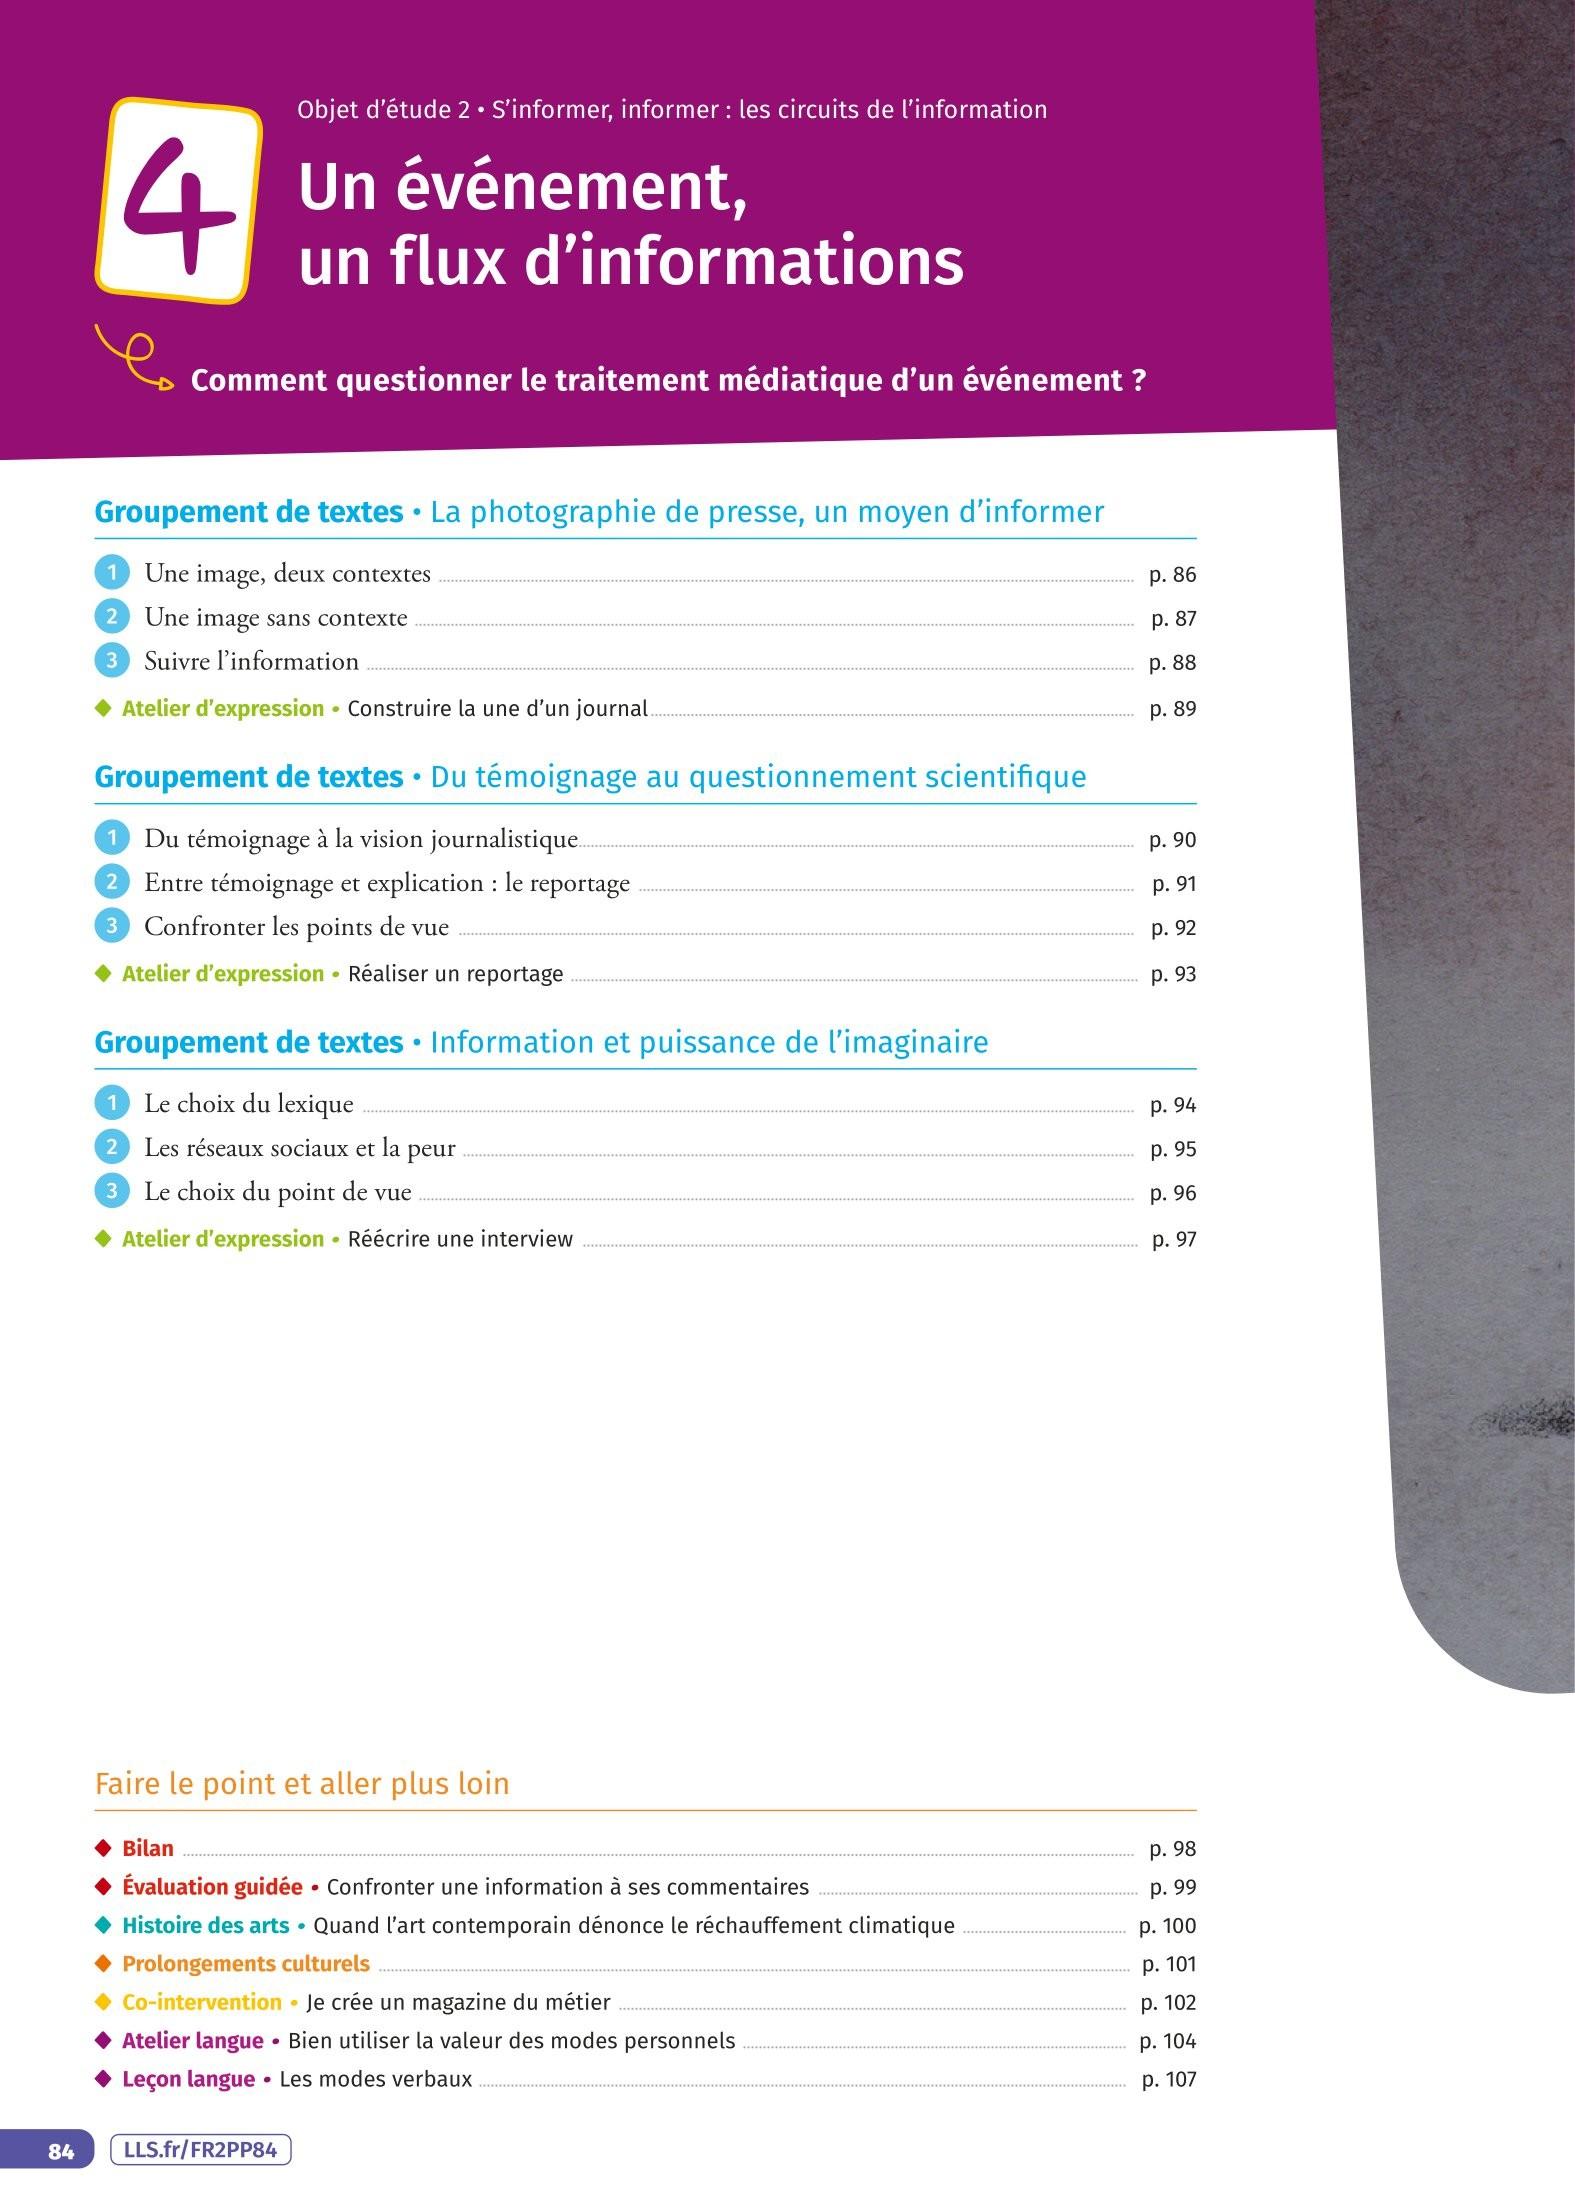 4
Objet d’étude 2 • S’informer, informer : les circuits de l’information
Un événement,
un flux d’informations
Comment questionner le traitement médiatique d’un événement ?
Groupement de textes • La photographie de presse, un moyen d’informer
1 Une image, deux contextes p. 86
2 Une image sans contexte p. 87
3 Suivre l’information p. 88
Atelier d’expression • Construire la une d’un journal p. 89
Groupement de textes • Du témoignage au questionnement scientifique
1 Du témoignage à la vision journalistique p. 90
2 Entre témoignage et explication : le reportage p. 91
3 Confronter les points de vue p. 92
Atelier d’expression • Réaliser un reportage p. 93
Groupement de textes • Information et puissance de l’imaginaire
1 Le choix du lexique p. 94
2 Les réseaux sociaux et la peur p. 95
3 Le choix du point de vue p. 96
Atelier d’expression • Réécrire une interview p. 97
Faire le point et aller plus loin
Bilan p. 98
Évaluation guidée • Confronter une information à ses commentaires p. 99
Histoire des arts • Quand l’art contemporain dénonce le réchauffement climatique p. 100
Prolongements culturels p. 101
Co-intervention • Je crée un magazine du métier p. 102
Atelier langue • Bien utiliser la valeur des modes personnels p. 104
Leçon langue • Les modes verbaux p. 107
84 LLS.fr/FR2PP84